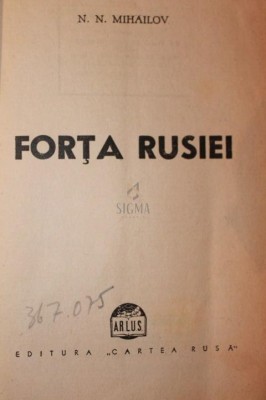 N. N. MIHAILOV
FORȚA RUSIEI
SIGMA
367.075
ARLUS
EDITURA „CARTEA RUSĂ"